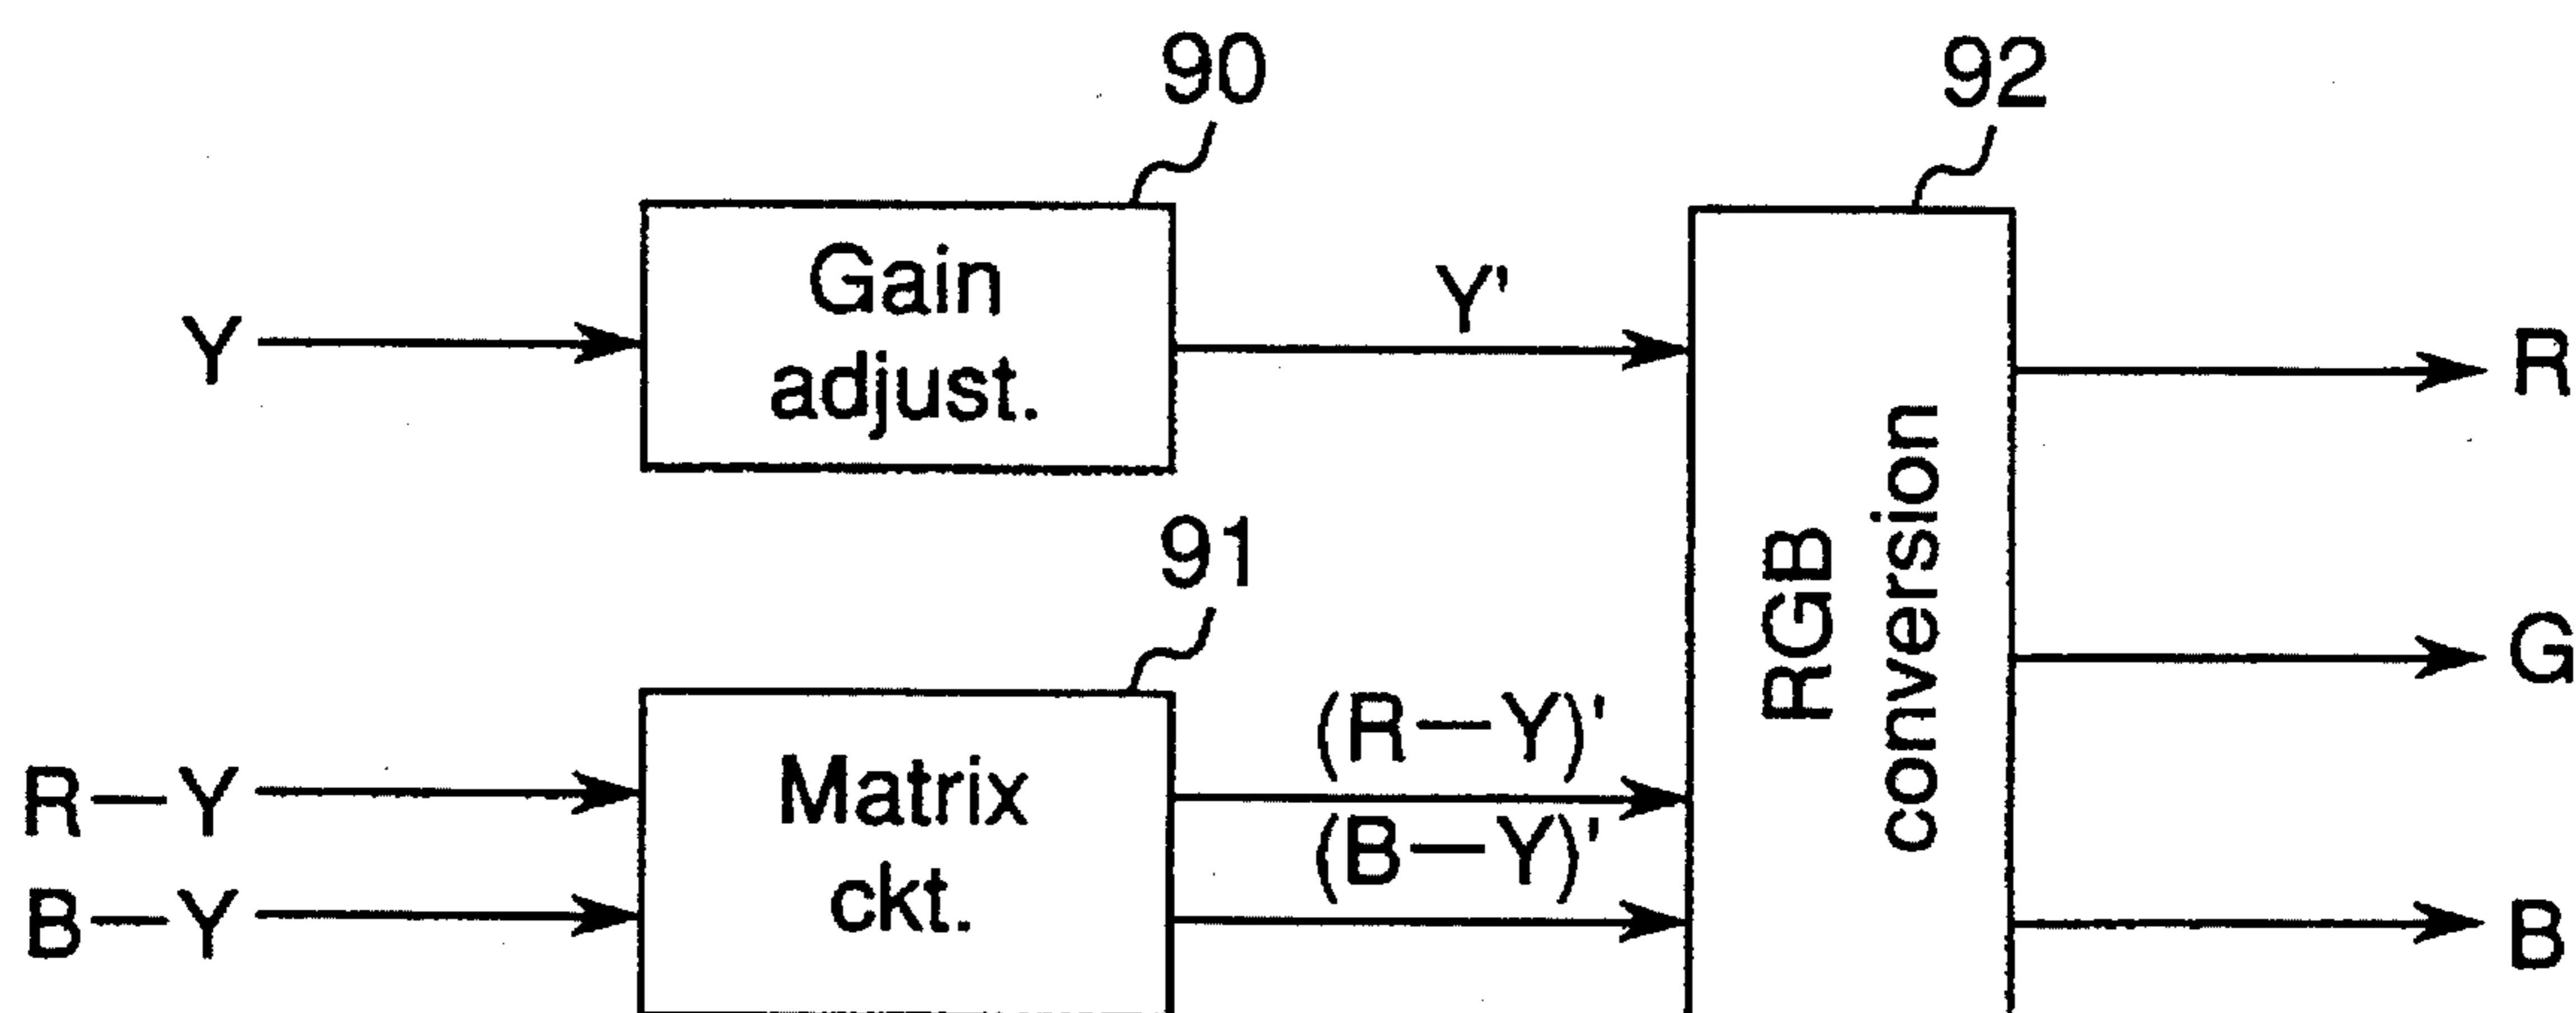 90
92
Gain
adjust.
Y
Y'
R
91
RGB
conversion
G
R—Y
B—Y
Matrix
ckt.
(R—Y)'
(B—Y)'
B